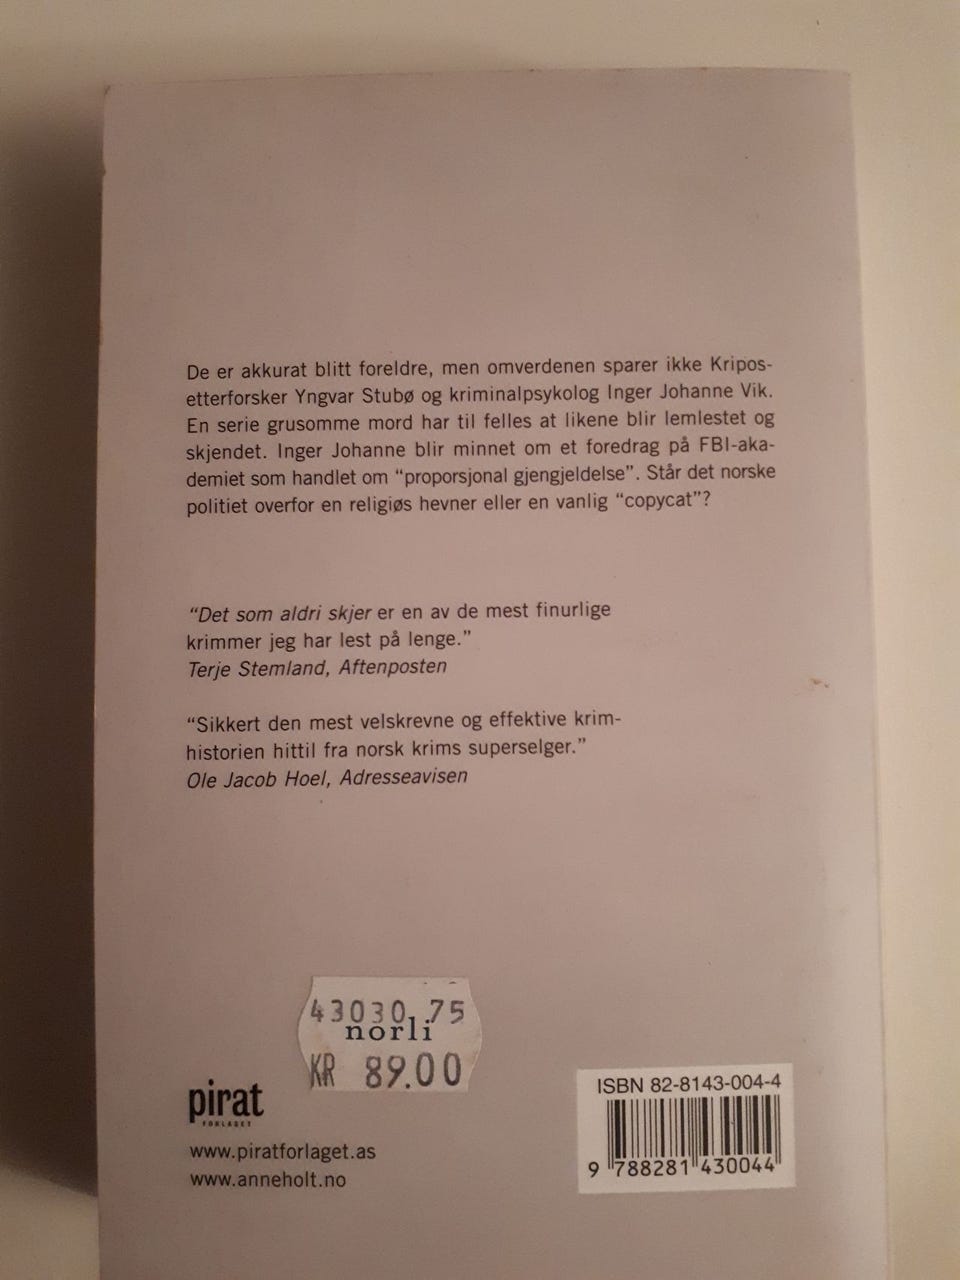 De er akkurat blitt foreldre, men omverdenen sparer ikke Kripos-
etterforsker Yngvar Stubø og kriminalpsykolog Inger Johanne Vik.
En serie grusomme mord har til felles at likene blir lemlestet og
skjendet. Inger Johanne blir minnet om et foredrag på FBI-aka-
demiet som handlet om “proporsjonal gjengjeldelse”. Står det norske
politiet overfor en religiøs hevner eller en vanlig “copycat”?
“Det som aldri skjer er en av de mest finurlige
krimmer jeg har lest på lenge.”
Terje Stemland, Aftenposten
“Sikkert den mest velskrevne og effektive krim-
historien hittil fra norsk krims superselger.”
Ole Jacob Hoel, Adresseavisen
43030.75
norli
KR 89.00
pirat
FORLAGET
www.piratforlaget.as
www.anneholt.no
ISBN 82-8143-004-4
9 788281 430044